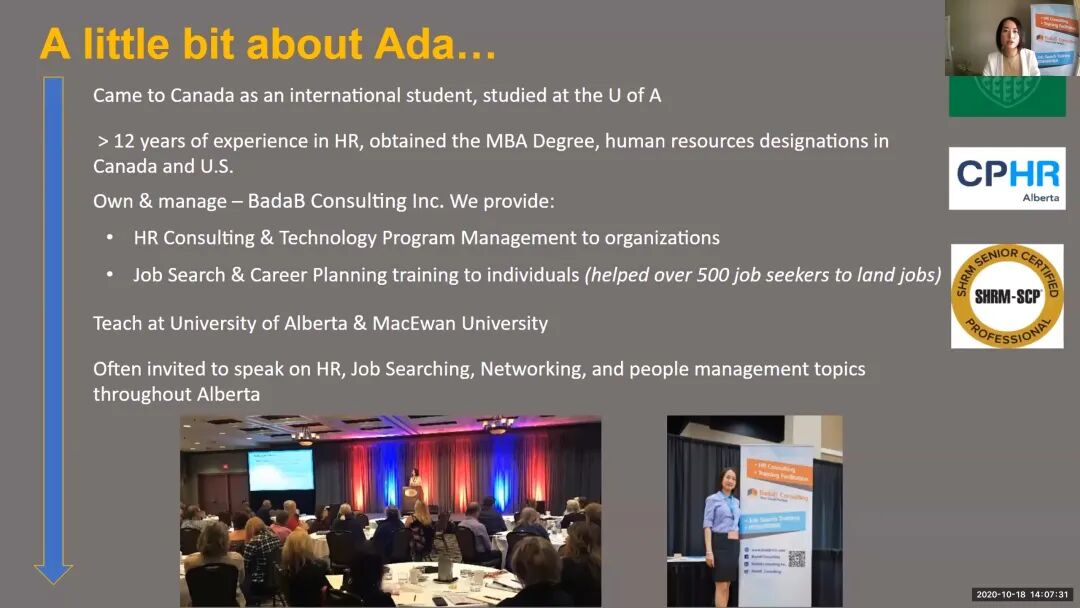 A little bit about Ada…
Came to Canada as an international student, studied at the U of A
> 12 years of experience in HR, obtained the MBA Degree, human resources designations in
Canada and U.S.
Own & manage – BadaB Consulting Inc. We provide:
• HR Consulting & Technology Program Management to organizations
• Job Search & Career Planning training to individuals (helped over 500 job seekers to land jobs)
Teach at University of Alberta & MacEwan University
Often invited to speak on HR, Job Searching, Networking, and people management topics
throughout Alberta
CPHR
Alberta
SHRM SENIOR CERTIFIED
SHRM-SCP®
PROFESSIONAL
• HR Consulting
• Training Facilitation
BadaB Consulting
2020-10-18 14:07:31